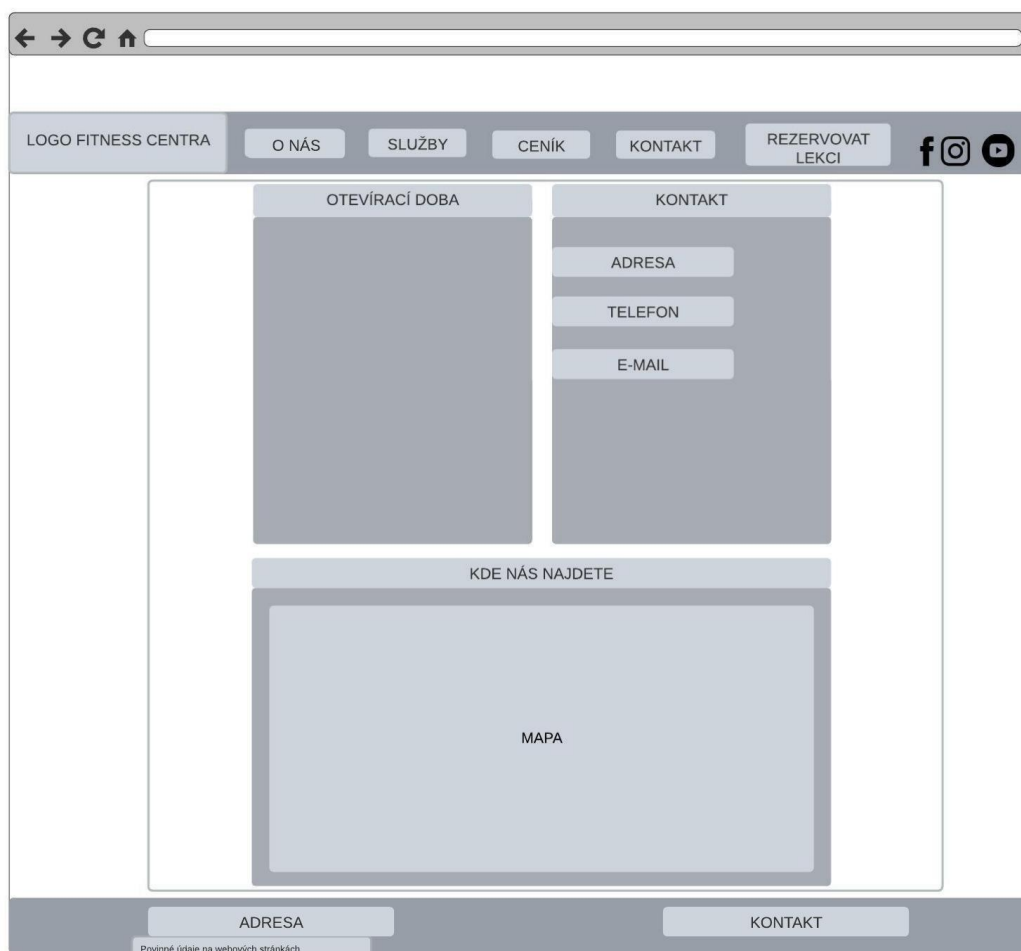 LOGO FITNESS CENTRA
O NÁS
SLUŽBY
CENÍK
KONTAKT
REZERVOVAT
LEKCI
OTEVÍRACÍ DOBA
KONTAKT
ADRESA
TELEFON
E-MAIL
KDE NÁS NAJDETE
MAPA
ADRESA
KONTAKT
Povinné údaje na webových stránkách